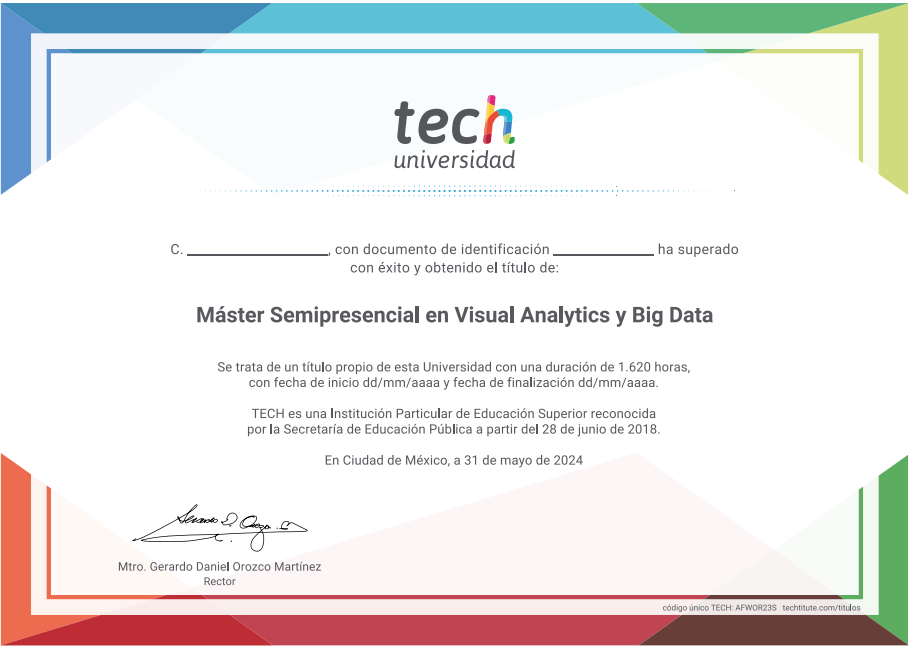 tech
universidad
C. ____________, con documento de identificación ____________ ha superado
con éxito y obtenido el título de:
Máster Semipresencial en Visual Analytics y Big Data
Se trata de un título propio de esta Universidad con una duración de 1.620 horas,
con fecha de inicio dd/mm/aaaa y fecha de finalización dd/mm/aaaa.
TECH es una Institución Particular de Educación Superior reconocida
por la Secretaría de Educación Pública a partir del 28 de junio de 2018.
En Ciudad de México, a 31 de mayo de 2024
Mtro. Gerardo Daniel Orozco Martínez
Rector
código único TECH: AFWOR23S techtitute.com/titulos